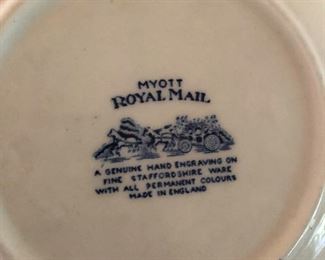 MYOTT
ROYAL MAIL
A GENUINE HAND ENGRAVING ON
FINE STAFFORDSHIRE WARE
WITH ALL PERMANENT COLOURS
MADE IN ENGLAND